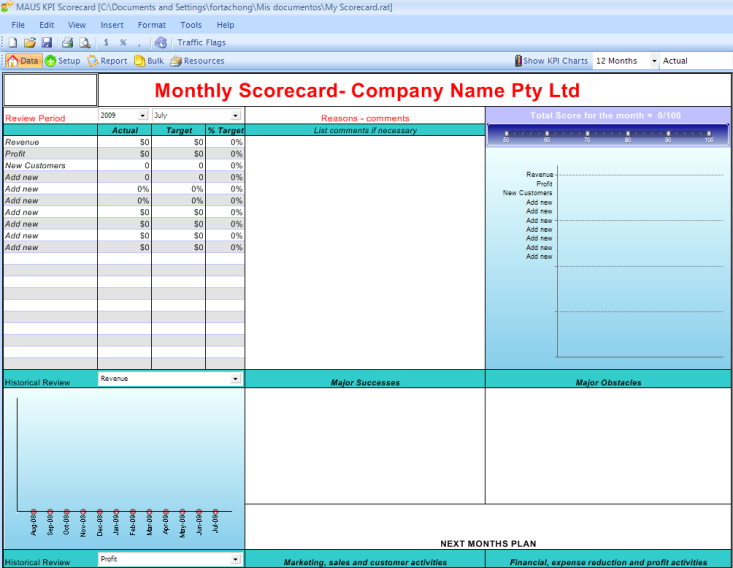 MAUS KPI Scorecard [C:\Documents and Settings\fortachong\Mis documentos\My Scorecard.rat]
File Edit View Insert Format Tools Help
$ % , Traffic Flags
Data Setup Report Bulk Resources Show KPI Charts 12 Months Actual
Monthly Scorecard- Company Name Pty Ltd
Review Period 2009 July Reasons - comments Total Score for the month = 0/100
Actual Target % Target List comments if necessary
50 60 70 80 90 100
Revenue $0 $0 0%
Profit $0 $0 0%
New Customers 0 0 0%
Add new 0 0 0%
Add new 0% 0% 0%
Add new 0% 0% 0%
Add new $0 $0 0%
Add new $0 $0 0%
Add new $0 $0 0%
Add new $0 $0 0%
Revenue
Profit
New Customers
Add new
Add new
Add new
Add new
Add new
Add new
Add new
Historical Review Revenue Major Successes Major Obstacles
Aug-08 Sep-08 Oct-08 Nov-08 Dec-08 Jan-09 Feb-09 Mar-09 Apr-09 May-09 Jun-09 Jul-09
NEXT MONTHS PLAN
Historical Review Profit Marketing, sales and customer activities Financial, expense reduction and profit activities